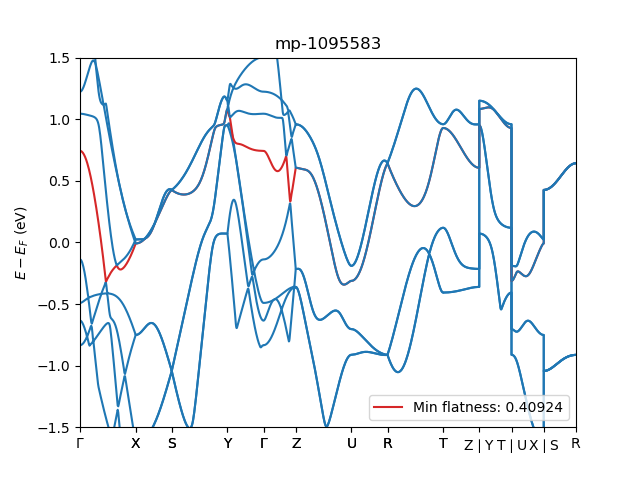 mp-1095583
E − E_F (eV)
1.5
1.0
0.5
0.0
−0.5
−1.0
−1.5
Min flatness: 0.40924
Γ X S Y Γ Z U R T Z|Y T|U X|S R